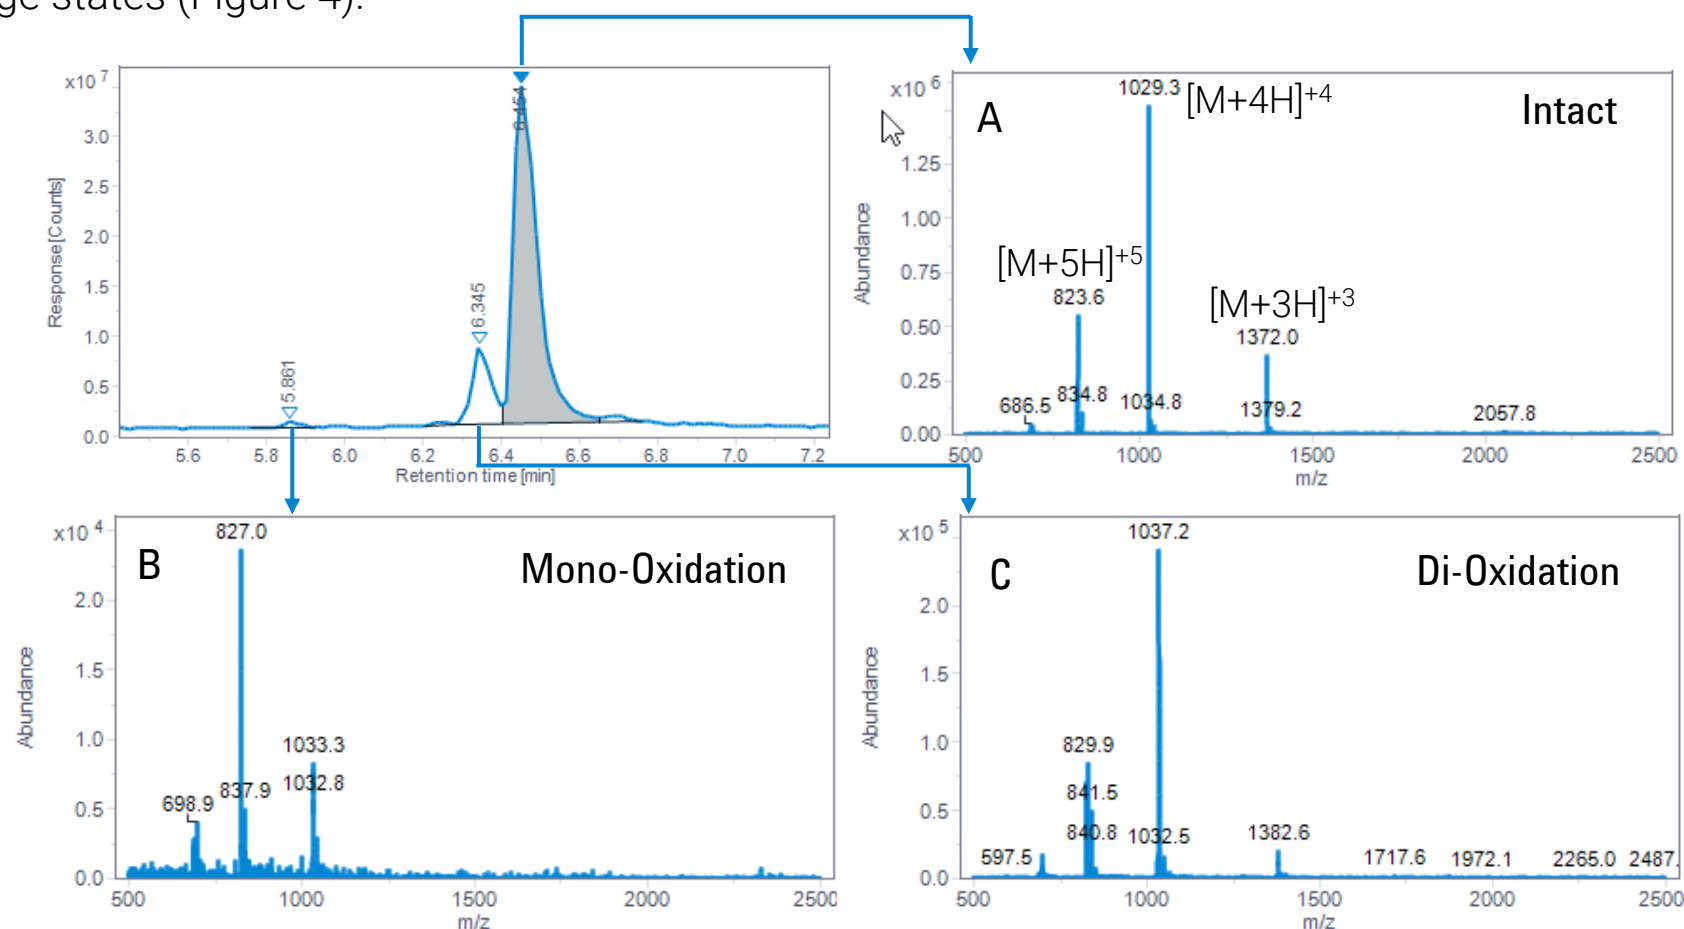 ge states (Figure 4).
x10 7
3.0
2.5
2.0
1.5
1.0
0.5
0.0
Response [Counts]
5.861
6.345
6.454
5.6 5.8 6.0 6.2 6.4 6.6 6.8 7.0 7.2
Retention time [min]
x10 6
1.25
1.00
0.75
0.50
0.25
0.00
Abundance
A
Intact
1029.3 [M+4H]+4
[M+5H]+5
823.6
[M+3H]+3
1372.0
686.5 834.8 1034.8 1379.2 2057.8
500 1000 1500 2000 2500
m/z
x10 4
2.0
1.5
1.0
0.5
0.0
Abundance
B
Mono-Oxidation
827.0
1033.3
1032.8
837.9
698.9
500 1000 1500 2000 2500
m/z
x10 5
2.0
1.5
1.0
0.5
0.0
Abundance
C
Di-Oxidation
1037.2
829.9
841.5
840.8 1032.5 1382.6
597.5 1717.6 1972.1 2265.0 2487.
500 1000 1500 2000 2500
m/z